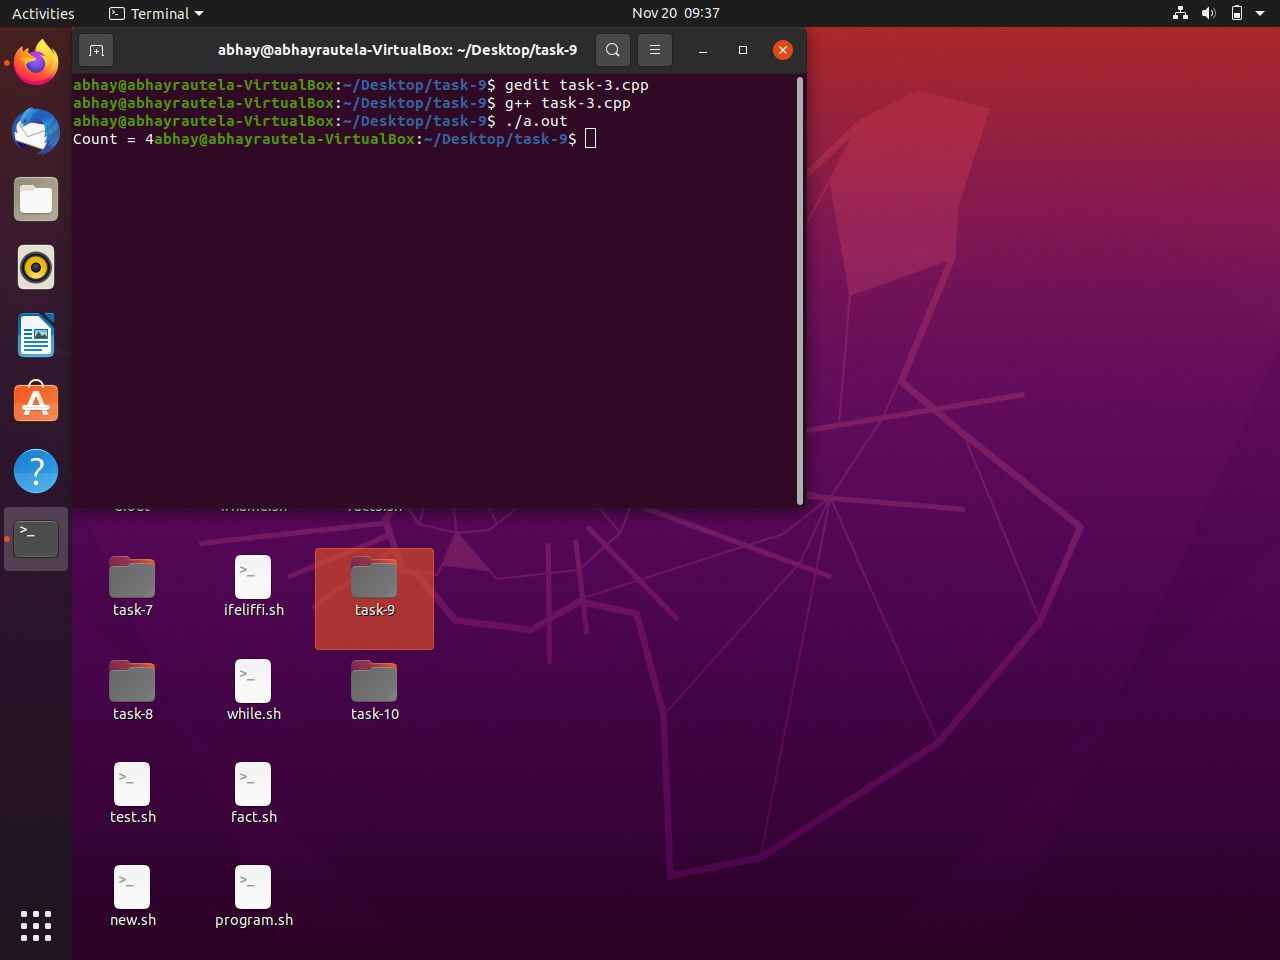 Activities
Terminal
Nov 20 09:37
abhay@abhayrautela-VirtualBox: ~/Desktop/task-9
abhay@abhayrautela-VirtualBox:~/Desktop/task-9$ gedit task-3.cpp
abhay@abhayrautela-VirtualBox:~/Desktop/task-9$ g++ task-3.cpp
abhay@abhayrautela-VirtualBox:~/Desktop/task-9$ ./a.out
Count = 4abhay@abhayrautela-VirtualBox:~/Desktop/task-9$
task-7
ifeliffi.sh
task-9
task-8
while.sh
task-10
test.sh
fact.sh
new.sh
program.sh